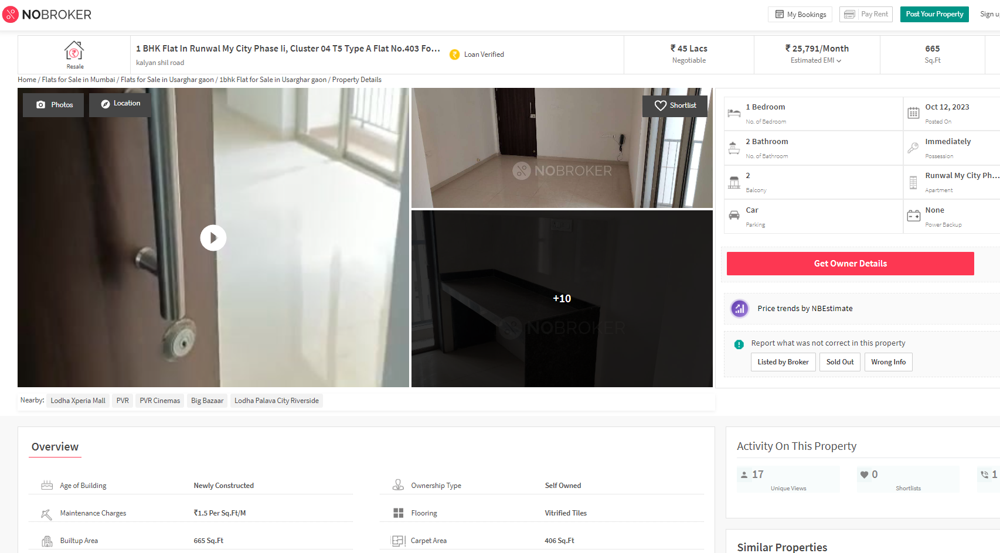 NOBROKER
My Bookings
Pay Rent
Post Your Property
Sign u
Resale
1 BHK Flat In Runwal My City Phase Ii, Cluster 04 T5 Type A Flat No.403 Fo...
kalyan shil road
Loan Verified
₹ 45 Lacs
Negotiable
₹ 25,791/Month
Estimated EMI
665
Sq.Ft
Home / Flats for Sale in Mumbai / Flats for Sale in Usarghar gaon / 1bhk Flat for Sale in Usarghar gaon / Property Details
Photos
Location
Shortlist
NOBROKER
+10
NOBROKER
1 Bedroom
No. of Bedroom
Oct 12, 2023
Posted On
2 Bathroom
No. of Bathroom
Immediately
Possession
2
Balcony
Runwal My City Ph...
Apartment
Car
Parking
None
Power Backup
Get Owner Details
Price trends by NBEstimate
Report what was not correct in this property
Listed by Broker
Sold Out
Wrong Info
Nearby:
Lodha Xperia Mall
PVR
PVR Cinemas
Big Bazaar
Lodha Palava City Riverside
Overview
Age of Building
Newly Constructed
Ownership Type
Self Owned
Maintenance Charges
₹1.5 Per Sq.Ft/M
Flooring
Vitrified Tiles
Builtup Area
665 Sq.Ft
Carpet Area
406 Sq.Ft
Activity On This Property
17
Unique Views
0
Shortlists
1
Similar Properties